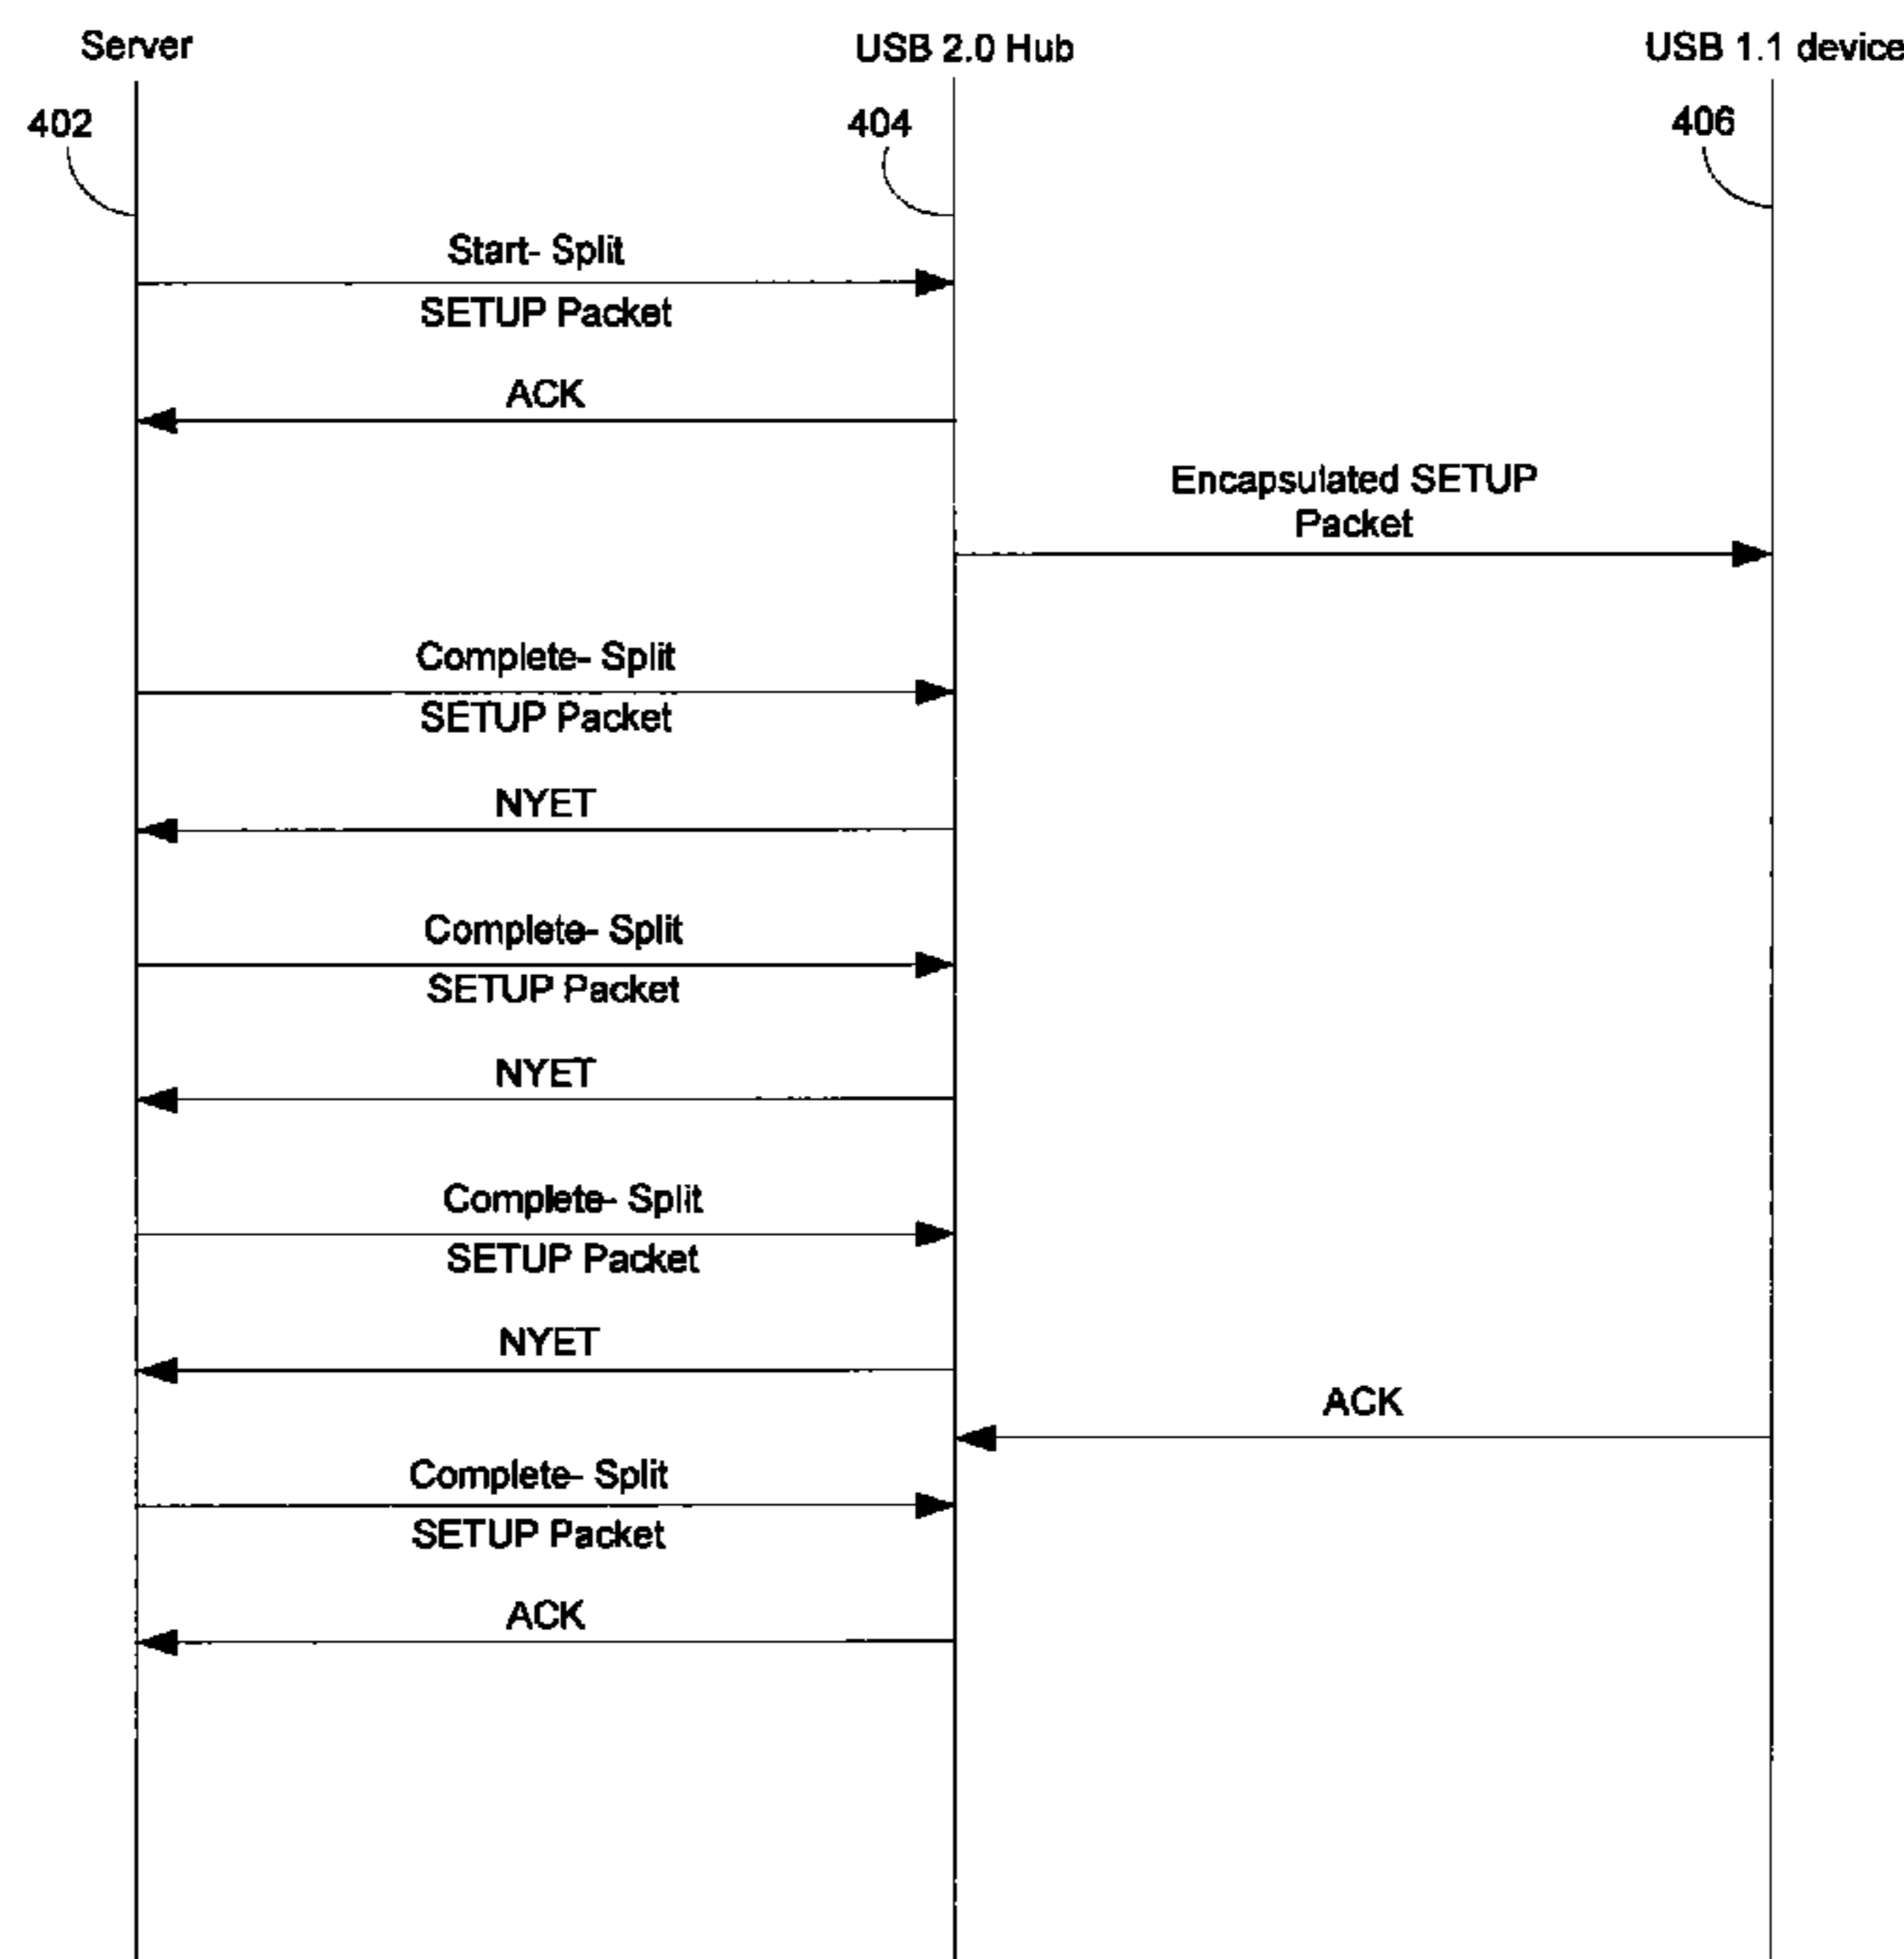 Server
USB 2.0 Hub
USB 1.1 device
402
404
406
Start- Split
SETUP Packet
ACK
Encapsulated SETUP
Packet
Complete- Split
SETUP Packet
NYET
Complete- Split
SETUP Packet
NYET
Complete- Split
SETUP Packet
NYET
ACK
Complete- Split
SETUP Packet
ACK